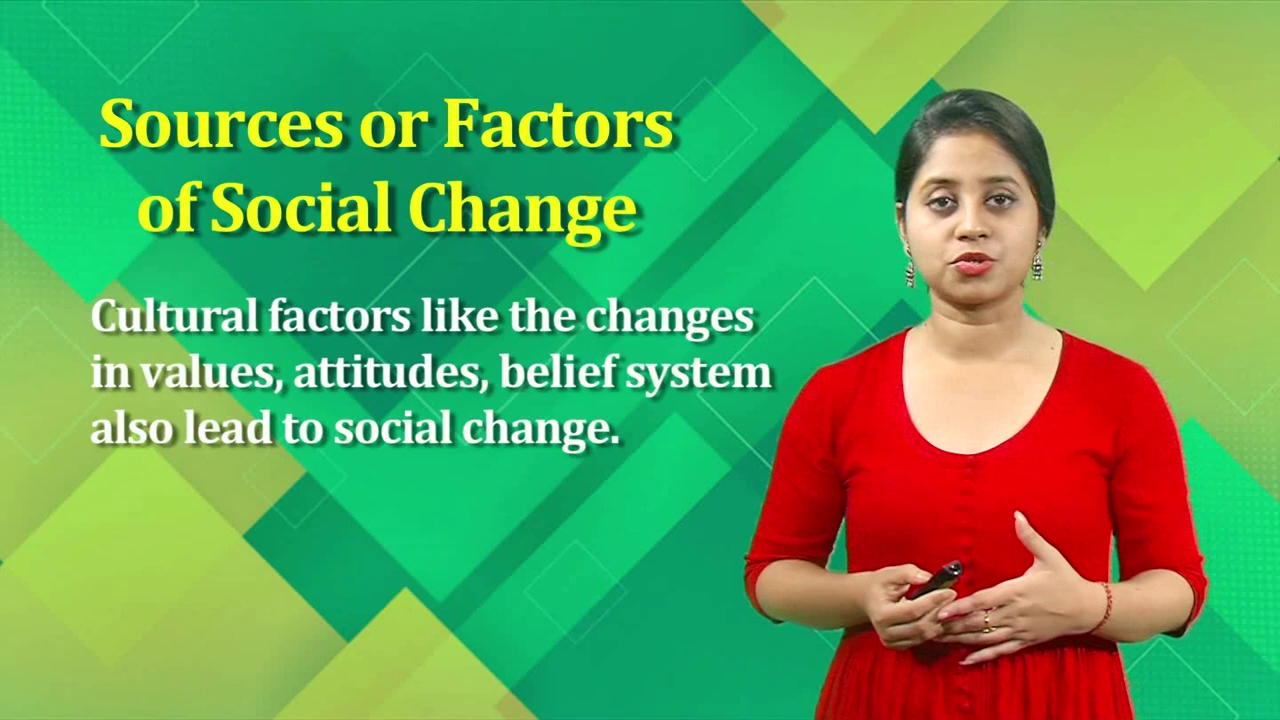 Sources or Factors
of Social Change
Cultural factors like the changes
in values, attitudes, belief system
also lead to social change.